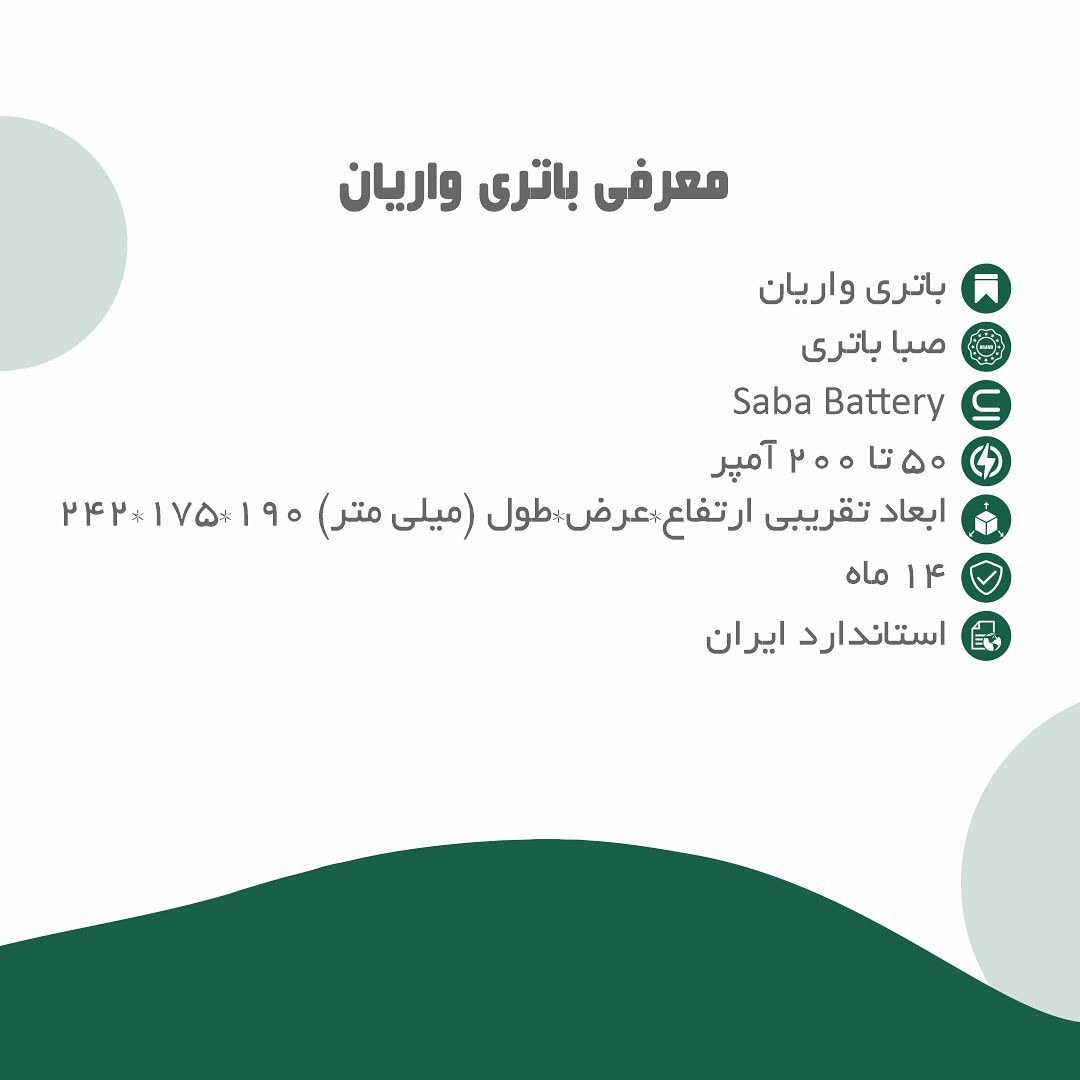 معرفی باتری واریان
باتری واریان
صبا باتری
BRAND
Saba Battery
۵۰ تا ۲۰۰ آمپر
ابعاد تقریبی ارتفاع*عرض*طول (میلی متر) ۱۹۰*۱۷۵*۲۴۲
۱۴ ماه
استاندارد ایران